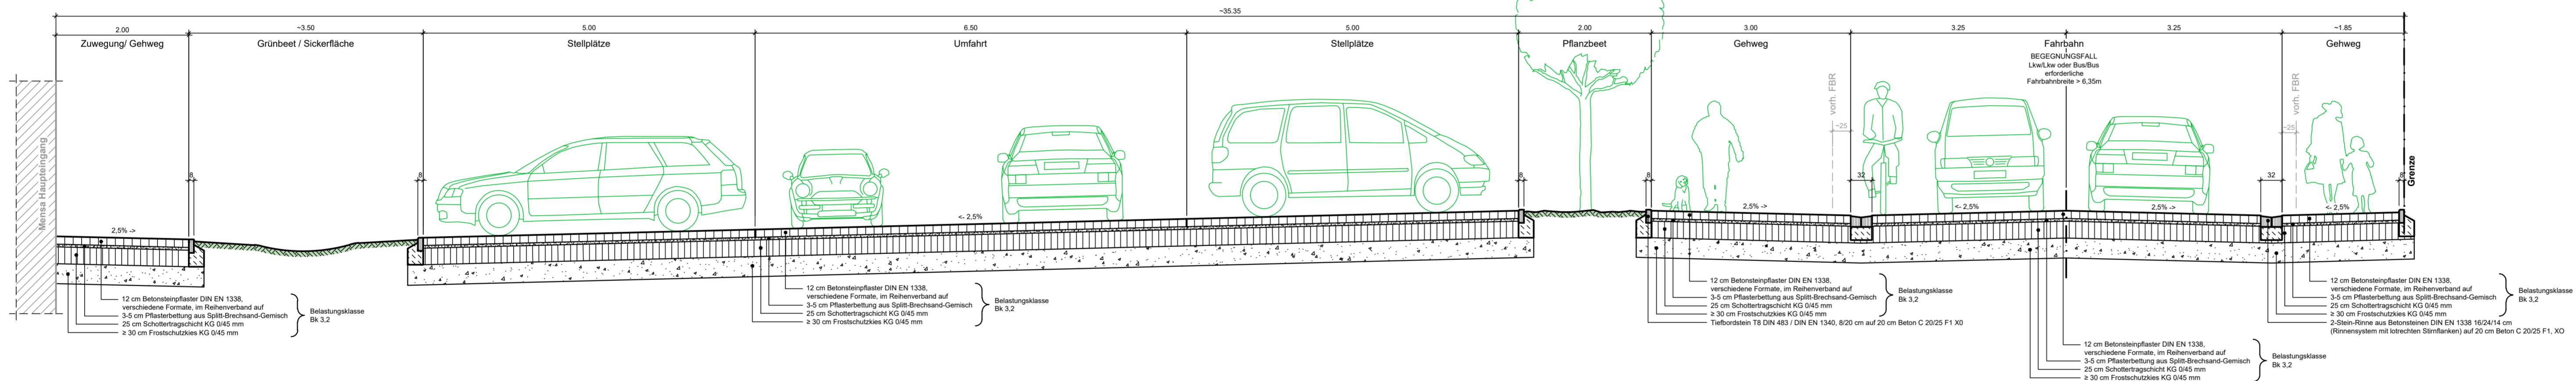 ~35.35
2.00
~3.50
5.00
6.50
5.00
2.00
3.00
3.25
3.25
~1.85
Zuwegung/ Gehweg
Grünbeet / Sickerfläche
Stellplätze
Umfahrt
Stellplätze
Pflanzbeet
Gehweg
Fahrbahn
Gehweg
BEGEGNUNGSFALL
Lkw/Lkw oder Bus/Bus
erforderliche
Fahrbahnbreite > 6,35m
Mensa Haupteingang
vorh. FBR
vorh. FBR
Grenze
~25
~25
8
8
8
8
32
32
8
2,5% ->
<- 2,5%
2,5% ->
<- 2,5%
2,5% ->
<- 2,5%
12 cm Betonsteinpflaster DIN EN 1338,
verschiedene Formate, im Reihenverband auf
3-5 cm Pflasterbettung aus Splitt-Brechsand-Gemisch
25 cm Schottertragschicht KG 0/45 mm
≥ 30 cm Frostschutzkies KG 0/45 mm
Belastungsklasse
Bk 3,2
12 cm Betonsteinpflaster DIN EN 1338,
verschiedene Formate, im Reihenverband auf
3-5 cm Pflasterbettung aus Splitt-Brechsand-Gemisch
25 cm Schottertragschicht KG 0/45 mm
≥ 30 cm Frostschutzkies KG 0/45 mm
Belastungsklasse
Bk 3,2
12 cm Betonsteinpflaster DIN EN 1338,
verschiedene Formate, im Reihenverband auf
3-5 cm Pflasterbettung aus Splitt-Brechsand-Gemisch
25 cm Schottertragschicht KG 0/45 mm
≥ 30 cm Frostschutzkies KG 0/45 mm
Tiefbordstein T8 DIN 483 / DIN EN 1340, 8/20 cm auf 20 cm Beton C 20/25 F1 X0
Belastungsklasse
Bk 3,2
12 cm Betonsteinpflaster DIN EN 1338,
verschiedene Formate, im Reihenverband auf
3-5 cm Pflasterbettung aus Splitt-Brechsand-Gemisch
25 cm Schottertragschicht KG 0/45 mm
≥ 30 cm Frostschutzkies KG 0/45 mm
2-Stein-Rinne aus Betonsteinen DIN EN 1338 16/24/14 cm
(Rinnensystem mit lotrechten Stirnflanken) auf 20 cm Beton C 20/25 F1, XO
Belastungsklasse
Bk 3,2
12 cm Betonsteinpflaster DIN EN 1338,
verschiedene Formate, im Reihenverband auf
3-5 cm Pflasterbettung aus Splitt-Brechsand-Gemisch
25 cm Schottertragschicht KG 0/45 mm
≥ 30 cm Frostschutzkies KG 0/45 mm
Belastungsklasse
Bk 3,2